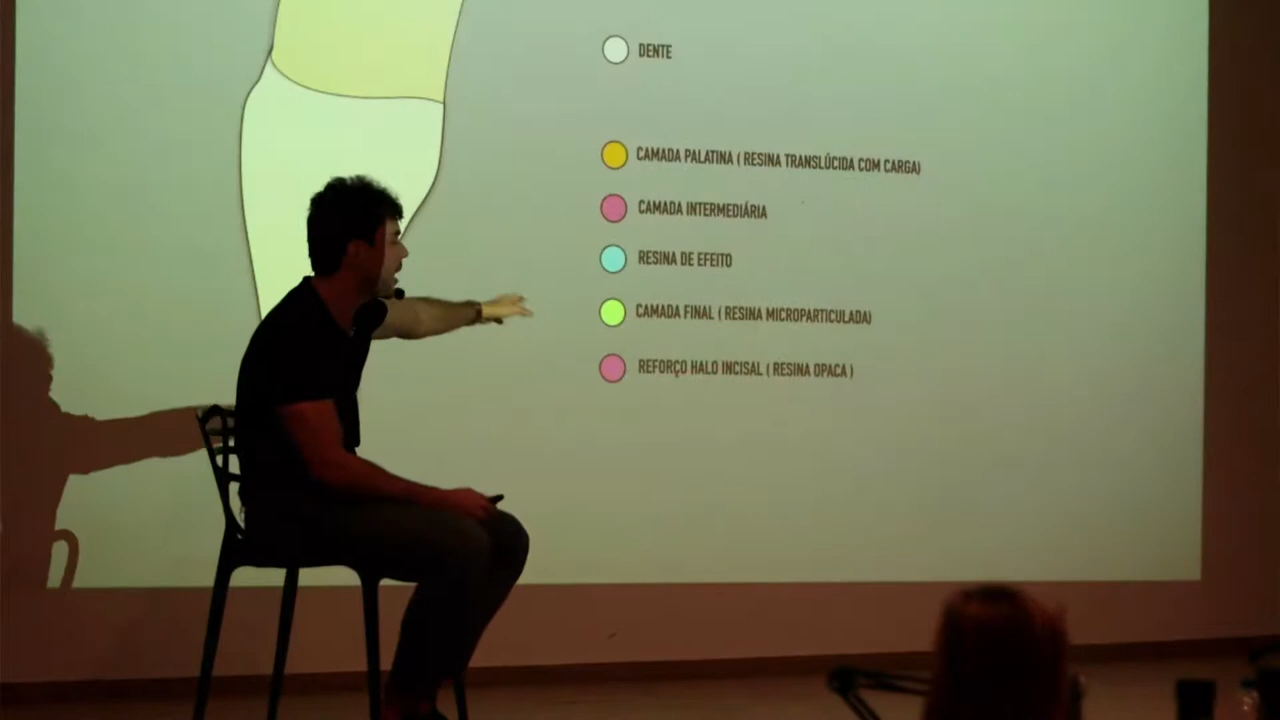 DENTE
CAMADA PALATINA ( RESINA TRANSLÚCIDA COM CARGA)
CAMADA INTERMEDIÁRIA
RESINA DE EFEITO
CAMADA FINAL ( RESINA MICROPARTICULADA)
REFORÇO HALO INCISAL ( RESINA OPACA )